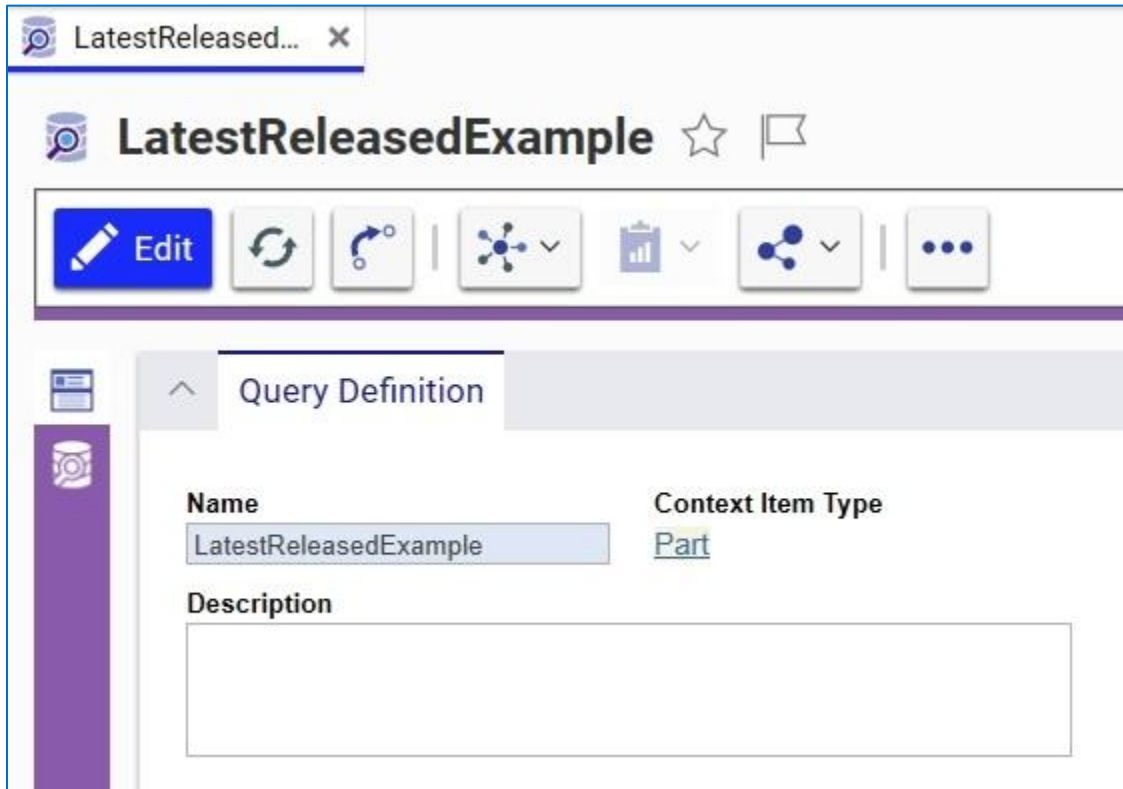 LatestReleased...
LatestReleasedExample
Edit
Query Definition
Name
Context Item Type
LatestReleasedExample
Part
Description